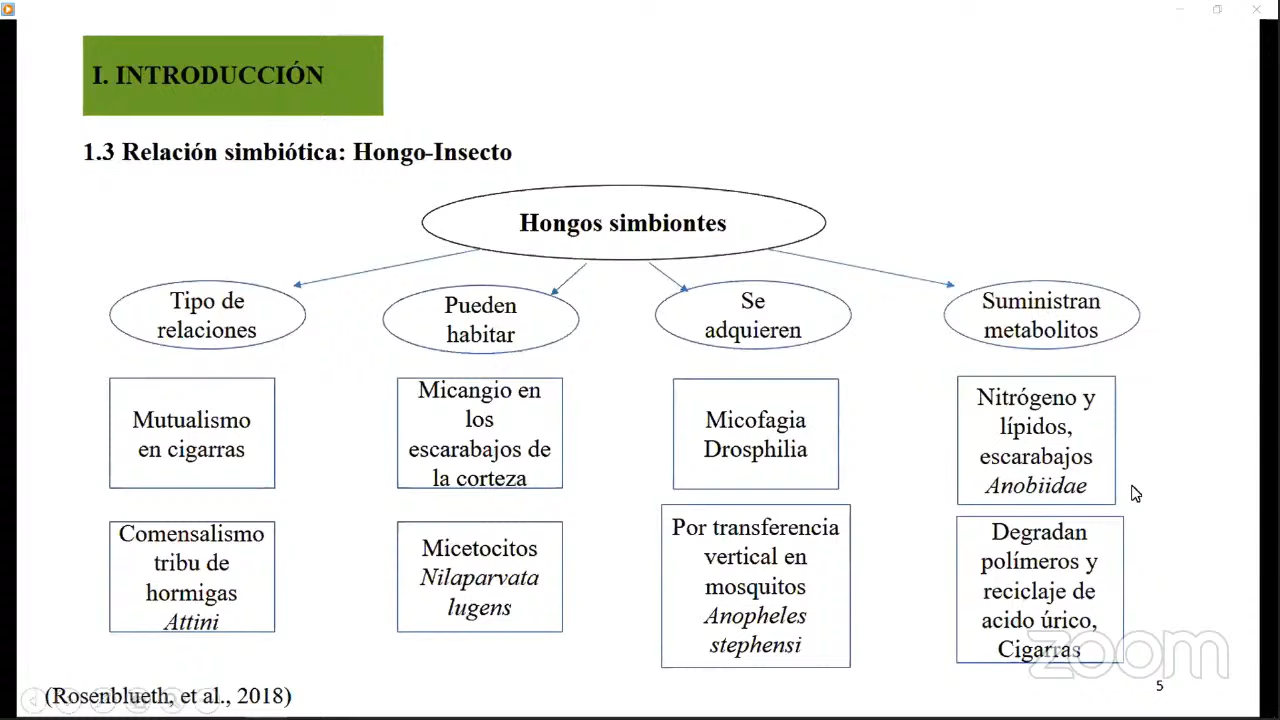 I. INTRODUCCIÓN
1.3 Relación simbiótica: Hongo-Insecto
Hongos simbiontes
Tipo de
relaciones
Pueden
habitar
Se
adquieren
Suministran
metabolitos
Mutualismo
en cigarras
Micangio en
los
escarabajos de
la corteza
Micofagia
Drosphilia
Nitrógeno y
lípidos,
escarabajos
Anobiidae
Comensalismo
tribu de
hormigas
Attini
Micetocitos
Nilaparvata
lugens
Por transferencia
vertical en
mosquitos
Anopheles
stephensi
Degradan
polímeros y
reciclaje de
acido úrico,
Cigarras
zoom
(Rosenblueth, et al., 2018)
5